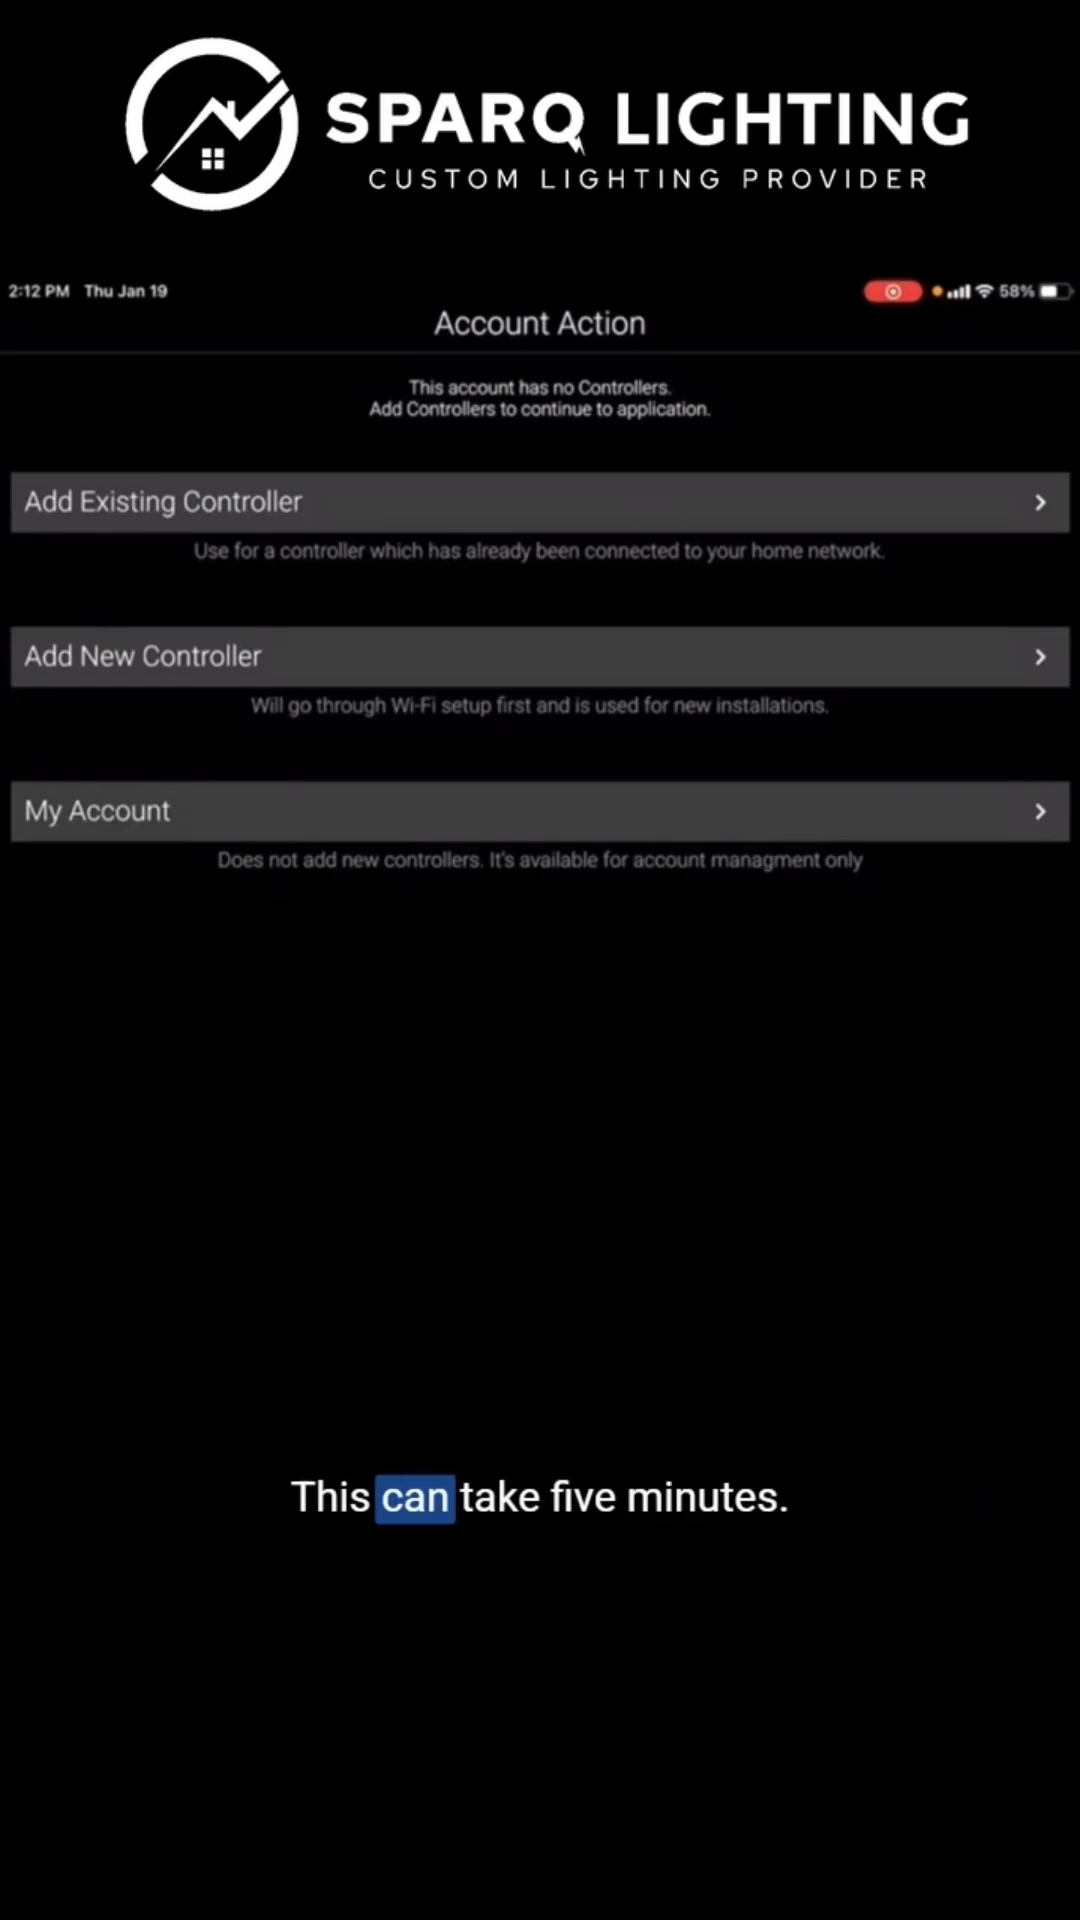 SPARQ LIGHTING
CUSTOM LIGHTING PROVIDER
2:12 PM Thu Jan 19
58%
Account Action
This account has no Controllers.
Add Controllers to continue to application.
Add Existing Controller
Use for a controller which has already been connected to your home network.
Add New Controller
Will go through Wi-Fi setup first and is used for new installations.
My Account
Does not add new controllers. It's available for account managment only
This can take five minutes.